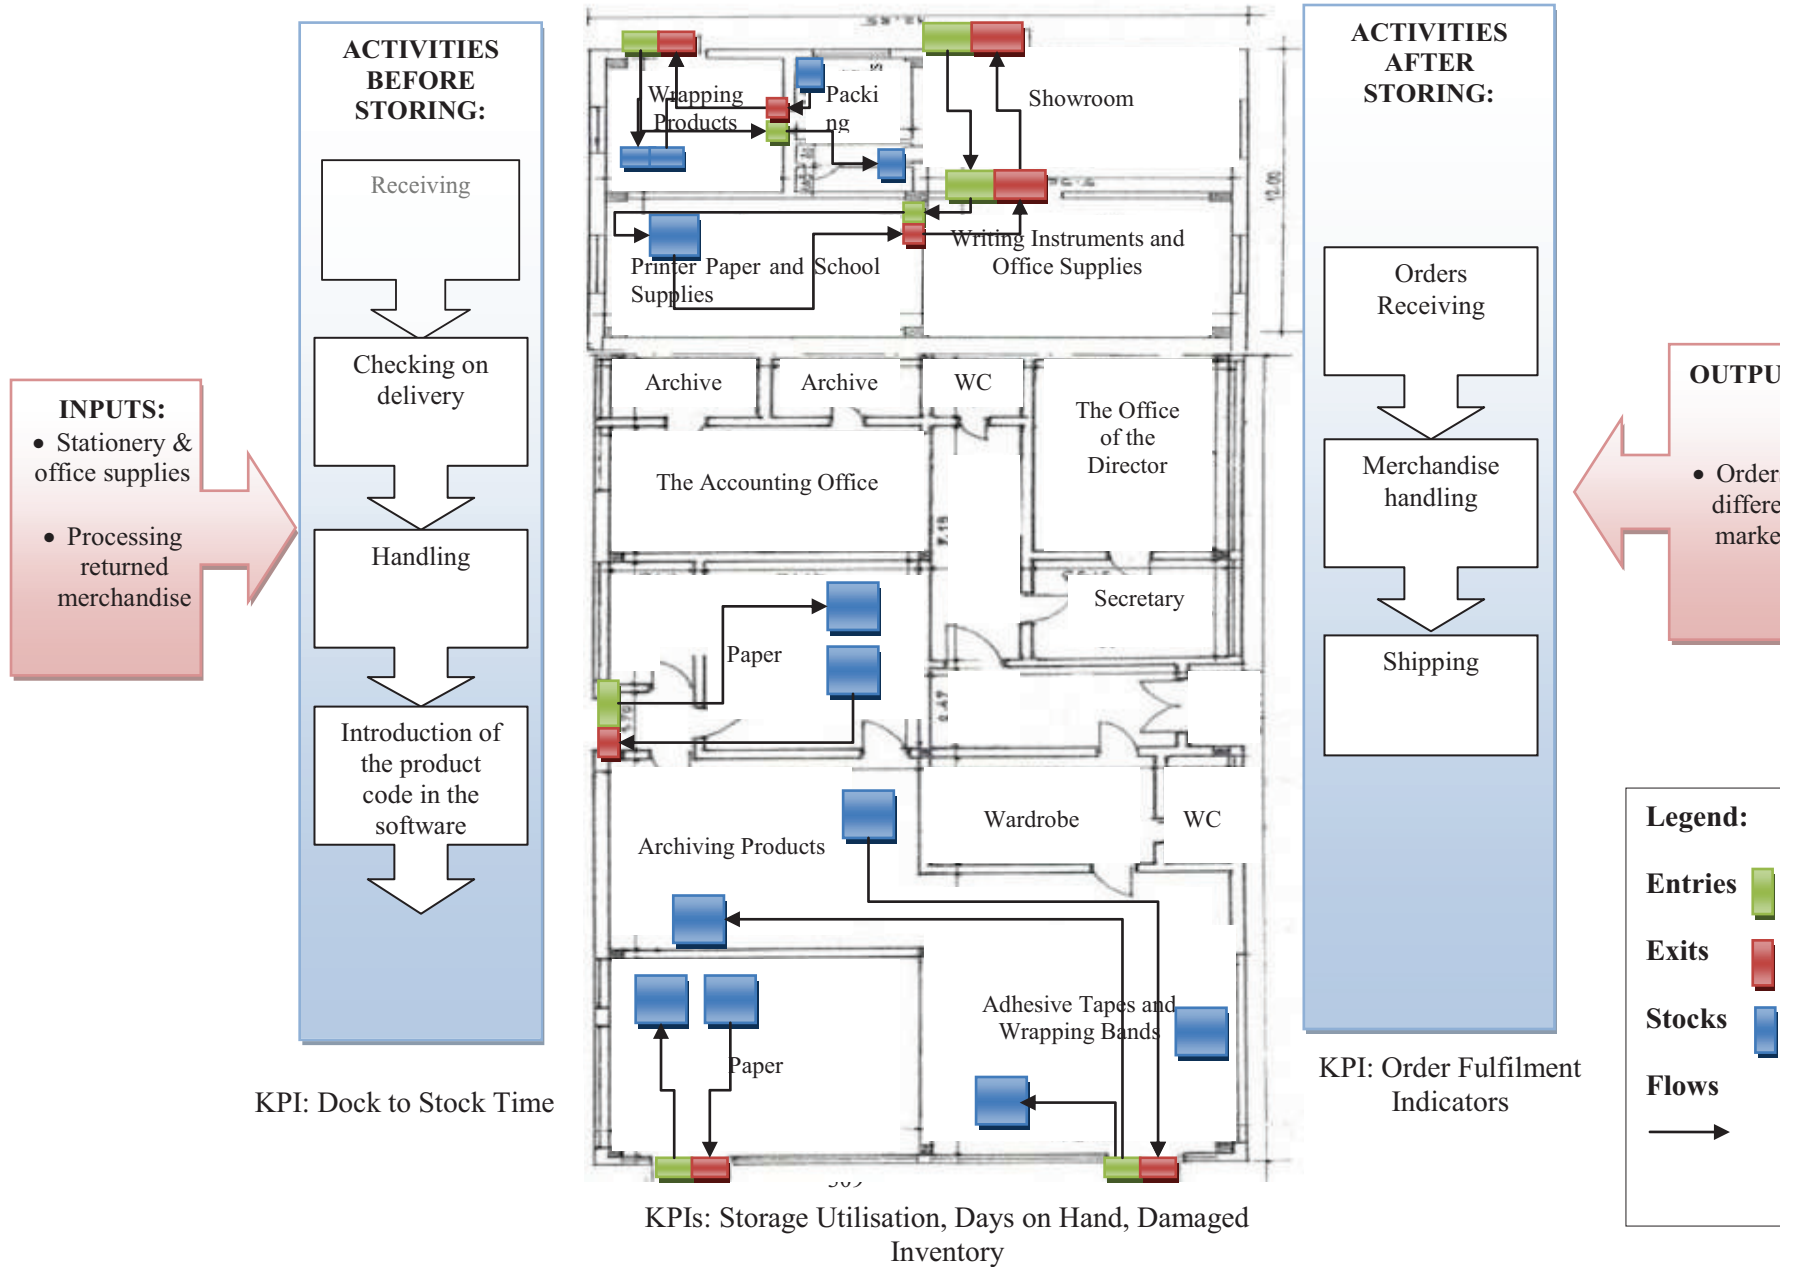 INPUTS:
• Stationery &
office supplies
• Processing
returned
merchandise
ACTIVITIES
BEFORE
STORING:
Receiving
Checking on
delivery
Handling
Introduction of
the product
code in the
software
KPI: Dock to Stock Time
Wrapping
Products
Packi
ng
Showroom
Printer Paper and School
Supplies
Writing Instruments and
Office Supplies
12.00
Archive
Archive
WC
The Office
of the
Director
The Accounting Office
Secretary
Paper
Archiving Products
Wardrobe
WC
Adhesive Tapes and
Wrapping Bands
Paper
KPIs: Storage Utilisation, Days on Hand, Damaged
Inventory
ACTIVITIES
AFTER
STORING:
Orders
Receiving
Merchandise
handling
Shipping
KPI: Order Fulfilment
Indicators
OUTPU
• Orders
differe
marke
Legend:
Entries
Exits
Stocks
Flows